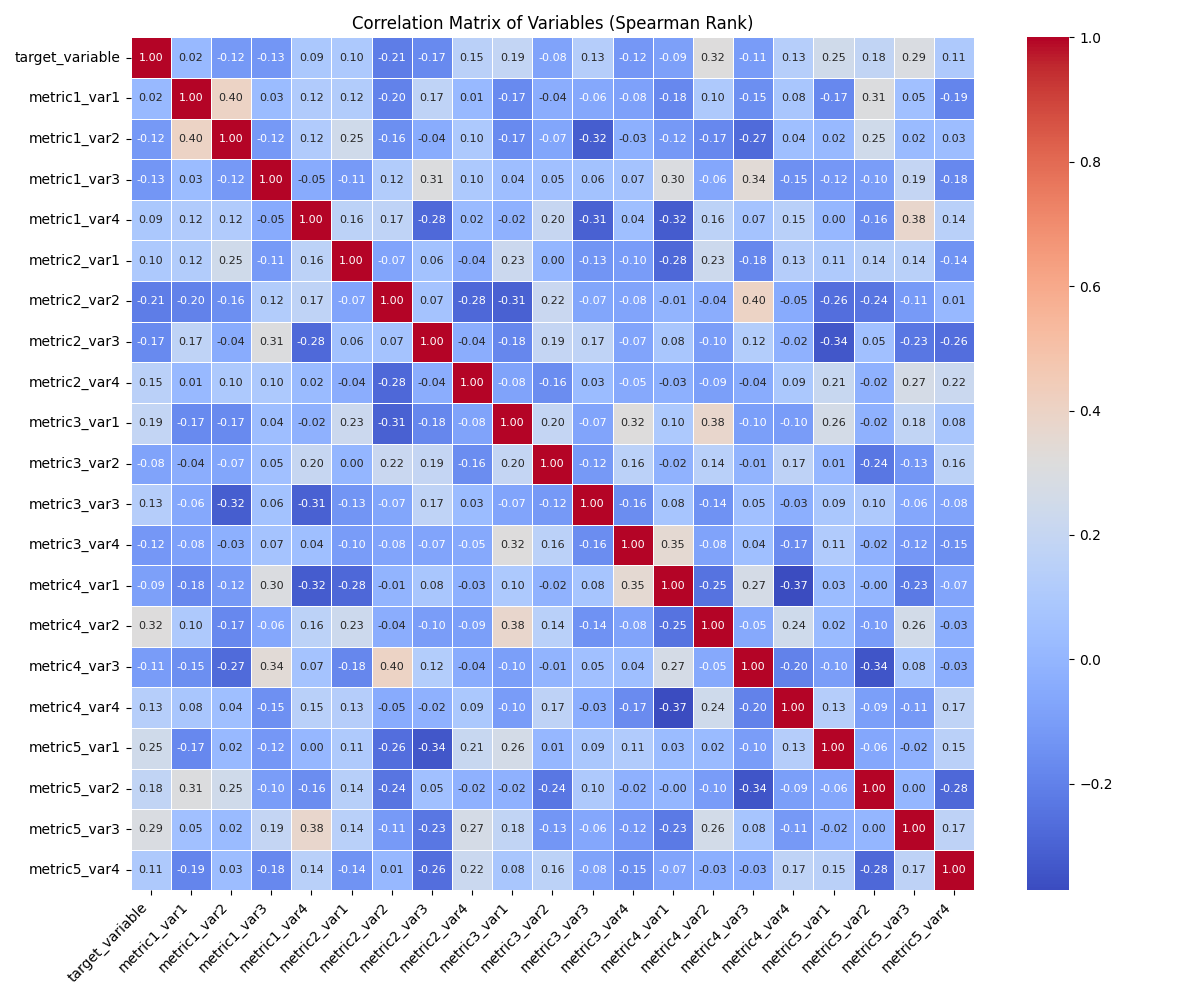 Correlation Matrix of Variables (Spearman Rank)
target_variable 1.00 0.02 -0.12 -0.13 0.09 0.10 -0.21 -0.17 0.15 0.19 -0.08 0.13 -0.12 -0.09 0.32 -0.11 0.13 0.25 0.18 0.29 0.11
metric1_var1 0.02 1.00 0.40 0.03 0.12 0.12 -0.20 0.17 0.01 -0.17 -0.04 -0.06 -0.08 -0.18 0.10 -0.15 0.08 -0.17 0.31 0.05 -0.19
metric1_var2 -0.12 0.40 1.00 -0.12 0.12 0.25 -0.16 -0.04 0.10 -0.17 -0.07 -0.32 -0.03 -0.12 -0.17 -0.27 0.04 0.02 0.25 0.02 0.03
metric1_var3 -0.13 0.03 -0.12 1.00 -0.05 -0.11 0.12 0.31 0.10 0.04 0.05 0.06 0.07 0.30 -0.06 0.34 -0.15 -0.12 -0.10 0.19 -0.18
metric1_var4 0.09 0.12 0.12 -0.05 1.00 0.16 0.17 -0.28 0.02 -0.02 0.20 -0.31 0.04 -0.32 0.16 0.07 0.15 0.00 -0.16 0.38 0.14
metric2_var1 0.10 0.12 0.25 -0.11 0.16 1.00 -0.07 0.06 -0.04 0.23 0.00 -0.13 -0.10 -0.28 0.23 -0.18 0.13 0.11 0.14 0.14 -0.14
metric2_var2 -0.21 -0.20 -0.16 0.12 0.17 -0.07 1.00 0.07 -0.28 -0.31 0.22 -0.07 -0.08 -0.01 -0.04 0.40 -0.05 -0.26 -0.24 -0.11 0.01
metric2_var3 -0.17 0.17 -0.04 0.31 -0.28 0.06 0.07 1.00 -0.04 -0.18 0.19 0.17 -0.07 0.08 -0.10 0.12 -0.02 -0.34 0.05 -0.23 -0.26
metric2_var4 0.15 0.01 0.10 0.10 0.02 -0.04 -0.28 -0.04 1.00 -0.08 -0.16 0.03 -0.05 -0.03 -0.09 -0.04 0.09 0.21 -0.02 0.27 0.22
metric3_var1 0.19 -0.17 -0.17 0.04 -0.02 0.23 -0.31 -0.18 -0.08 1.00 0.20 -0.07 0.32 0.10 0.38 -0.10 -0.10 0.26 -0.02 0.18 0.08
metric3_var2 -0.08 -0.04 -0.07 0.05 0.20 0.00 0.22 0.19 -0.16 0.20 1.00 -0.12 0.16 -0.02 0.14 -0.01 0.17 0.01 -0.24 -0.13 0.16
metric3_var3 0.13 -0.06 -0.32 0.06 -0.31 -0.13 -0.07 0.17 0.03 -0.07 -0.12 1.00 -0.16 0.08 -0.14 0.05 -0.03 0.09 0.10 -0.06 -0.08
metric3_var4 -0.12 -0.08 -0.03 0.07 0.04 -0.10 -0.08 -0.07 -0.05 0.32 0.16 -0.16 1.00 0.35 -0.08 0.04 -0.17 0.11 -0.02 -0.12 -0.15
metric4_var1 -0.09 -0.18 -0.12 0.30 -0.32 -0.28 -0.01 0.08 -0.03 0.10 -0.02 0.08 0.35 1.00 -0.25 0.27 -0.37 0.03 -0.00 -0.23 -0.07
metric4_var2 0.32 0.10 -0.17 -0.06 0.16 0.23 -0.04 -0.10 -0.09 0.38 0.14 -0.14 -0.08 -0.25 1.00 -0.05 0.24 0.02 -0.10 0.26 -0.03
metric4_var3 -0.11 -0.15 -0.27 0.34 0.07 -0.18 0.40 0.12 -0.04 -0.10 -0.01 0.05 0.04 0.27 -0.05 1.00 -0.20 -0.10 -0.34 0.08 -0.03
metric4_var4 0.13 0.08 0.04 -0.15 0.15 0.13 -0.05 -0.02 0.09 -0.10 0.17 -0.03 -0.17 -0.37 0.24 -0.20 1.00 0.13 -0.09 -0.11 0.17
metric5_var1 0.25 -0.17 0.02 -0.12 0.00 0.11 -0.26 -0.34 0.21 0.26 0.01 0.09 0.11 0.03 0.02 -0.10 0.13 1.00 -0.06 -0.02 0.15
metric5_var2 0.18 0.31 0.25 -0.10 -0.16 0.14 -0.24 0.05 -0.02 -0.02 -0.24 0.10 -0.02 -0.00 -0.10 -0.34 -0.09 -0.06 1.00 0.00 -0.28
metric5_var3 0.29 0.05 0.02 0.19 0.38 0.14 -0.11 -0.23 0.27 0.18 -0.13 -0.06 -0.12 -0.23 0.26 0.08 -0.11 -0.02 0.00 1.00 0.17
metric5_var4 0.11 -0.19 0.03 -0.18 0.14 -0.14 0.01 -0.26 0.22 0.08 0.16 -0.08 -0.15 -0.07 -0.03 -0.03 0.17 0.15 -0.28 0.17 1.00
target_variable metric1_var1 metric1_var2 metric1_var3 metric1_var4 metric2_var1 metric2_var2 metric2_var3 metric2_var4 metric3_var1 metric3_var2 metric3_var3 metric3_var4 metric4_var1 metric4_var2 metric4_var3 metric4_var4 metric5_var1 metric5_var2 metric5_var3 metric5_var4
1.0
0.8
0.6
0.4
0.2
0.0
−0.2